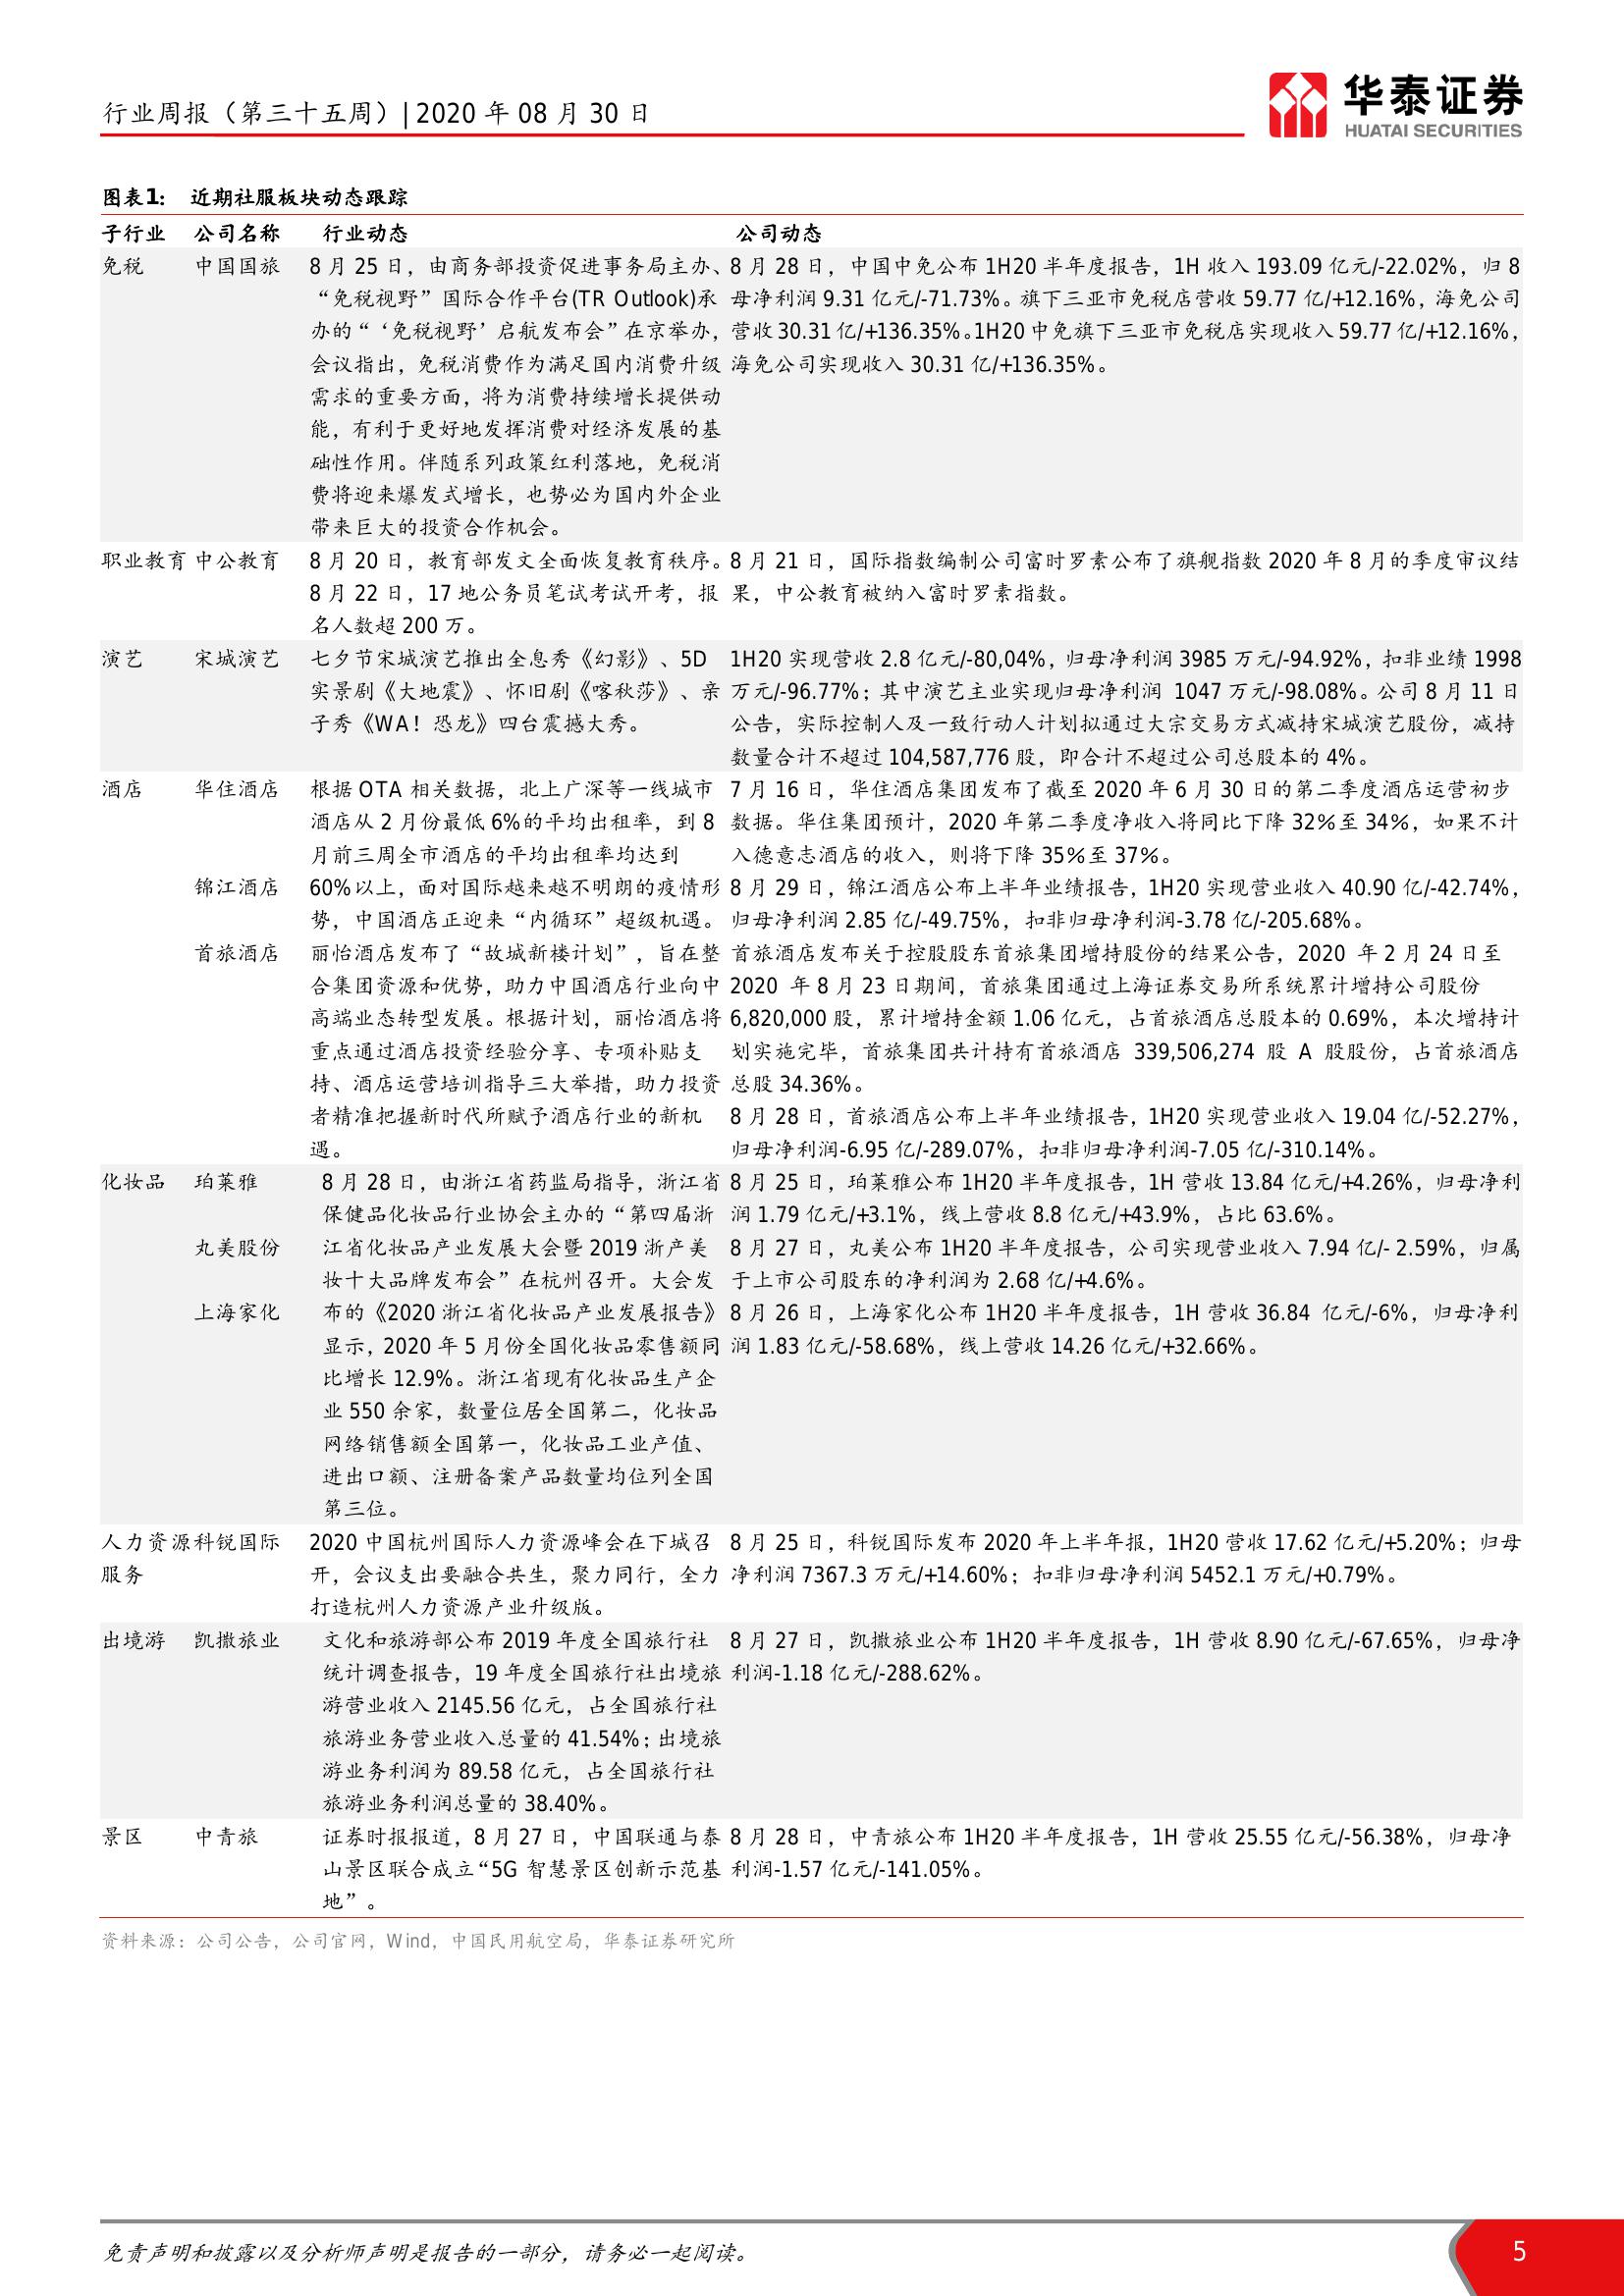 行业周报（第三十五周）| 2020 年 08 月 30 日
华泰证券
HUATAI SECURITIES
图表1： 近期社服板块动态跟踪
子行业 公司名称 行业动态 公司动态
免税 中国国旅 8 月 25 日，由商务部投资促进事务局主办、 8 月 28 日，中国中免公布 1H20 半年度报告，1H 收入 193.09 亿元/-22.02%，归 8
“免税视野”国际合作平台(TR Outlook)承 母净利润 9.31 亿元/-71.73%。旗下三亚市免税店营收 59.77 亿/+12.16%，海免公司
办的“‘免税视野’启航发布会”在京举办， 营收 30.31 亿/+136.35%。1H20 中免旗下三亚市免税店实现收入 59.77 亿/+12.16%，
会议指出，免税消费作为满足国内消费升级 海免公司实现收入 30.31 亿/+136.35%。
需求的重要方面，将为消费持续增长提供动
能，有利于更好地发挥消费对经济发展的基
础性作用。伴随系列政策红利落地，免税消
费将迎来爆发式增长，也势必为国内外企业
带来巨大的投资合作机会。
职业教育 中公教育 8 月 20 日，教育部发文全面恢复教育秩序。 8 月 21 日，国际指数编制公司富时罗素公布了旗舰指数 2020 年 8 月的季度审议结
8 月 22 日，17 地公务员笔试考试开考，报 果，中公教育被纳入富时罗素指数。
名人数超 200 万。
演艺 宋城演艺 七夕节宋城演艺推出全息秀《幻影》、5D 1H20 实现营收 2.8 亿元/-80,04%，归母净利润 3985 万元/-94.92%，扣非业绩 1998
实景剧《大地震》、怀旧剧《喀秋莎》、亲 万元/-96.77%；其中演艺主业实现归母净利润 1047 万元/-98.08%。公司 8 月 11 日
子秀《WA！恐龙》四台震撼大秀。 公告，实际控制人及一致行动人计划拟通过大宗交易方式减持宋城演艺股份，减持
数量合计不超过 104,587,776 股，即合计不超过公司总股本的 4%。
酒店 华住酒店 根据 OTA 相关数据，北上广深等一线城市 7 月 16 日，华住酒店集团发布了截至 2020 年 6 月 30 日的第二季度酒店运营初步
酒店从 2 月份最低 6%的平均出租率，到 8 数据。华住集团预计，2020 年第二季度净收入将同比下降 32%至 34%，如果不计
月前三周全市酒店的平均出租率均达到 入德意志酒店的收入，则将下降 35%至 37%。
锦江酒店 60%以上，面对国际越来越不明朗的疫情形 8 月 29 日，锦江酒店公布上半年业绩报告，1H20 实现营业收入 40.90 亿/-42.74%，
势，中国酒店正迎来“内循环”超级机遇。 归母净利润 2.85 亿/-49.75%，扣非归母净利润-3.78 亿/-205.68%。
首旅酒店 丽怡酒店发布了“故城新楼计划”，旨在整 首旅酒店发布关于控股股东首旅集团增持股份的结果公告，2020 年 2 月 24 日至
合集团资源和优势，助力中国酒店行业向中 2020 年 8 月 23 日期间，首旅集团通过上海证券交易所系统累计增持公司股份
高端业态转型发展。根据计划，丽怡酒店将 6,820,000 股，累计增持金额 1.06 亿元，占首旅酒店总股本的 0.69%，本次增持计
重点通过酒店投资经验分享、专项补贴支 划实施完毕，首旅集团共计持有首旅酒店 339,506,274 股 A 股股份，占首旅酒店
持、酒店运营培训指导三大举措，助力投资 总股 34.36%。
者精准把握新时代所赋予酒店行业的新机 8 月 28 日，首旅酒店公布上半年业绩报告，1H20 实现营业收入 19.04 亿/-52.27%，
遇。 归母净利润-6.95 亿/-289.07%，扣非归母净利润-7.05 亿/-310.14%。
化妆品 珀莱雅 8 月 28 日，由浙江省药监局指导，浙江省 8 月 25 日，珀莱雅公布 1H20 半年度报告，1H 营收 13.84 亿元/+4.26%，归母净利
保健品化妆品行业协会主办的“第四届浙 润 1.79 亿元/+3.1%，线上营收 8.8 亿元/+43.9%，占比 63.6%。
丸美股份 江省化妆品产业发展大会暨 2019 浙产美 8 月 27 日，丸美公布 1H20 半年度报告，公司实现营业收入 7.94 亿/- 2.59%，归属
妆十大品牌发布会”在杭州召开。大会发 于上市公司股东的净利润为 2.68 亿/+4.6%。
上海家化 布的《2020 浙江省化妆品产业发展报告》 8 月 26 日，上海家化公布 1H20 半年度报告，1H 营收 36.84 亿元/-6%，归母净利
显示，2020 年 5 月份全国化妆品零售额同 润 1.83 亿元/-58.68%，线上营收 14.26 亿元/+32.66%。
比增长 12.9%。浙江省现有化妆品生产企
业 550 余家，数量位居全国第二，化妆品
网络销售额全国第一，化妆品工业产值、
进出口额、注册备案产品数量均位列全国
第三位。
人力资源科锐国际 2020 中国杭州国际人力资源峰会在下城召 8 月 25 日，科锐国际发布 2020 年上半年报，1H20 营收 17.62 亿元/+5.20%；归母
服务 开，会议支出要融合共生，聚力同行，全力 净利润 7367.3 万元/+14.60%；扣非归母净利润 5452.1 万元/+0.79%。
打造杭州人力资源产业升级版。
出境游 凯撒旅业 文化和旅游部公布 2019 年度全国旅行社 8 月 27 日，凯撒旅业公布 1H20 半年度报告，1H 营收 8.90 亿元/-67.65%，归母净
统计调查报告，19 年度全国旅行社出境旅 利润-1.18 亿元/-288.62%。
游营业收入 2145.56 亿元，占全国旅行社
旅游业务营业收入总量的 41.54%；出境旅
游业务利润为 89.58 亿元，占全国旅行社
旅游业务利润总量的 38.40%。
景区 中青旅 证券时报报道，8 月 27 日，中国联通与泰 8 月 28 日，中青旅公布 1H20 半年度报告，1H 营收 25.55 亿元/-56.38%，归母净
山景区联合成立“5G 智慧景区创新示范基 利润-1.57 亿元/-141.05%。
地”。
资料来源：公司公告，公司官网，Wind，中国民用航空局，华泰证券研究所
免责声明和披露以及分析师声明是报告的一部分，请务必一起阅读。
5